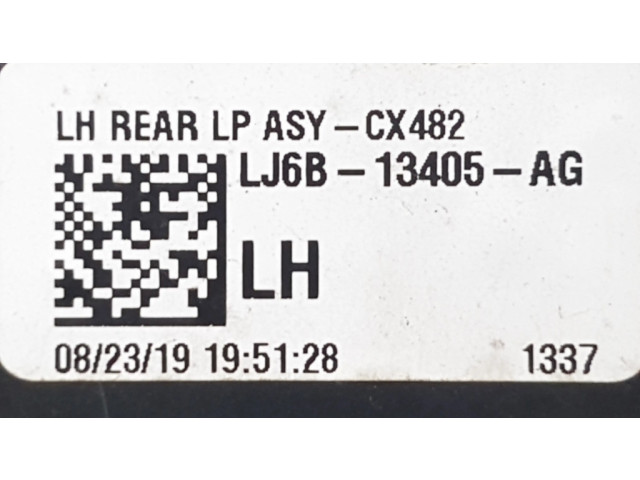 LH REAR LP ASY-CX482
LJ6B-13405-AG
LH
08/23/19 19:51:28 1337